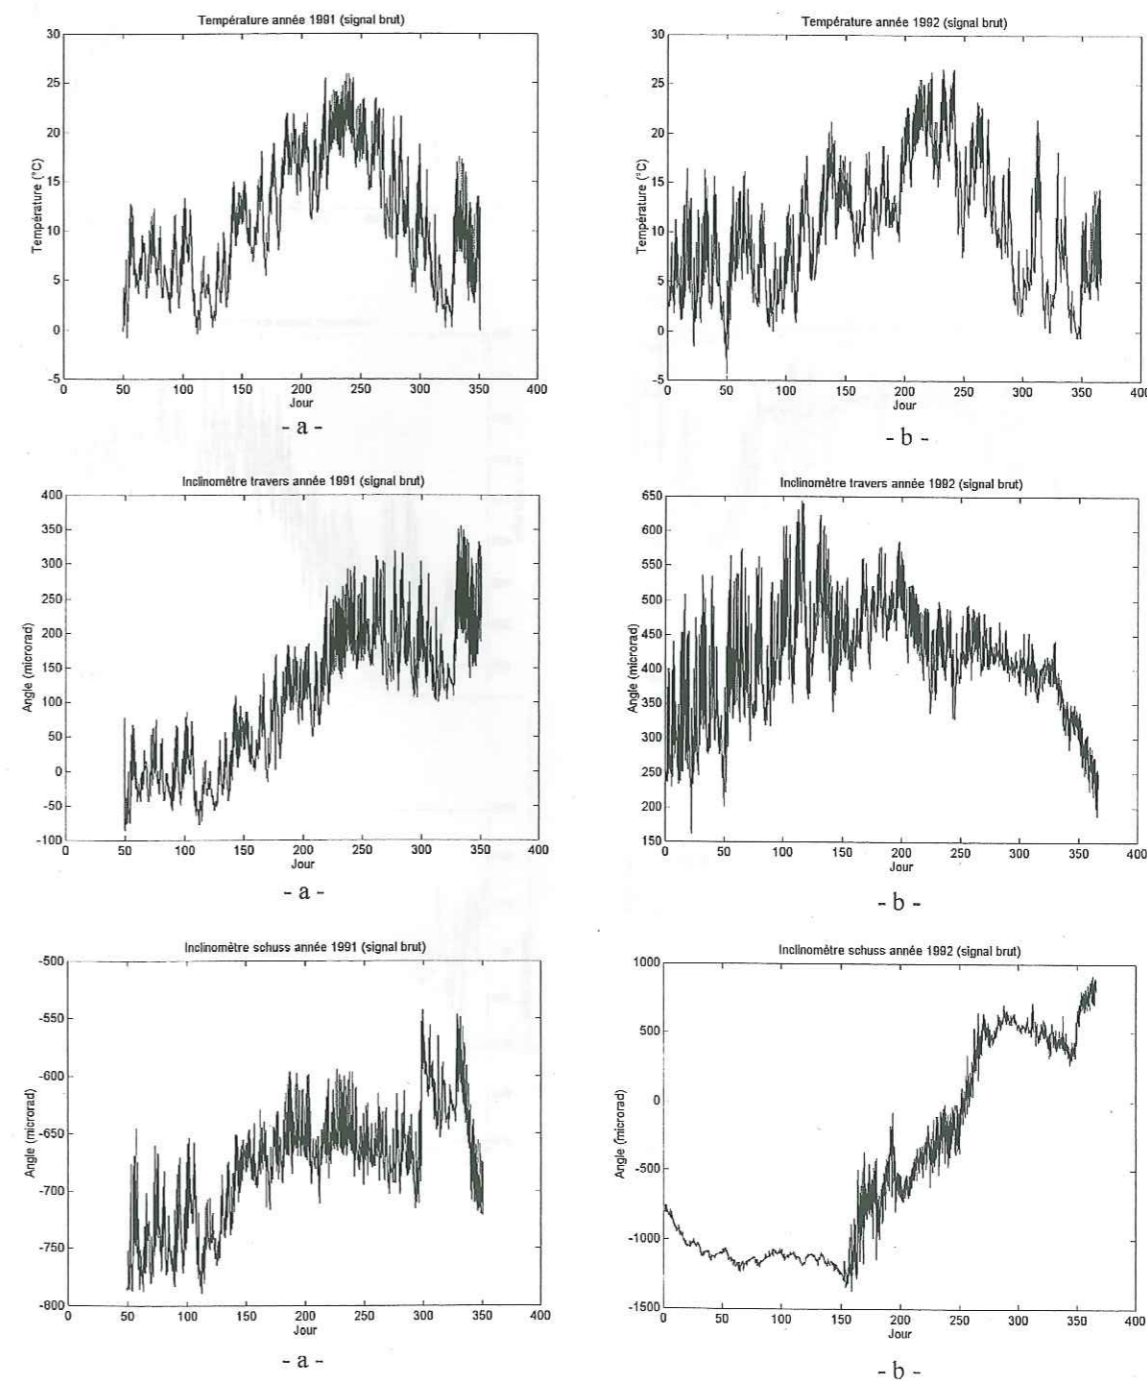 Température année 1991 (signal brut)
Température (°C)
30
25
20
15
10
5
0
-5
0 50 100 150 200 250 300 350 400
Jour
- a -
Température année 1992 (signal brut)
Température (°C)
30
25
20
15
10
5
0
-5
0 50 100 150 200 250 300 350 400
Jour
- b -
Inclinomètre travers année 1991 (signal brut)
Angle (microrad)
400
350
300
250
200
150
100
50
0
-50
-100
0 50 100 150 200 250 300 350 400
Jour
- a -
Inclinomètre travers année 1992 (signal brut)
Angle (microrad)
650
600
550
500
450
400
350
300
250
200
150
0 50 100 150 200 250 300 350 400
Jour
- b -
Inclinomètre schuss année 1991 (signal brut)
Angle (microrad)
-500
-550
-600
-650
-700
-750
-800
0 50 100 150 200 250 300 350 400
Jour
- a -
Inclinomètre schuss année 1992 (signal brut)
Angle (microrad)
1000
500
0
-500
-1000
-1500
0 50 100 150 200 250 300 350 400
Jour
- b -